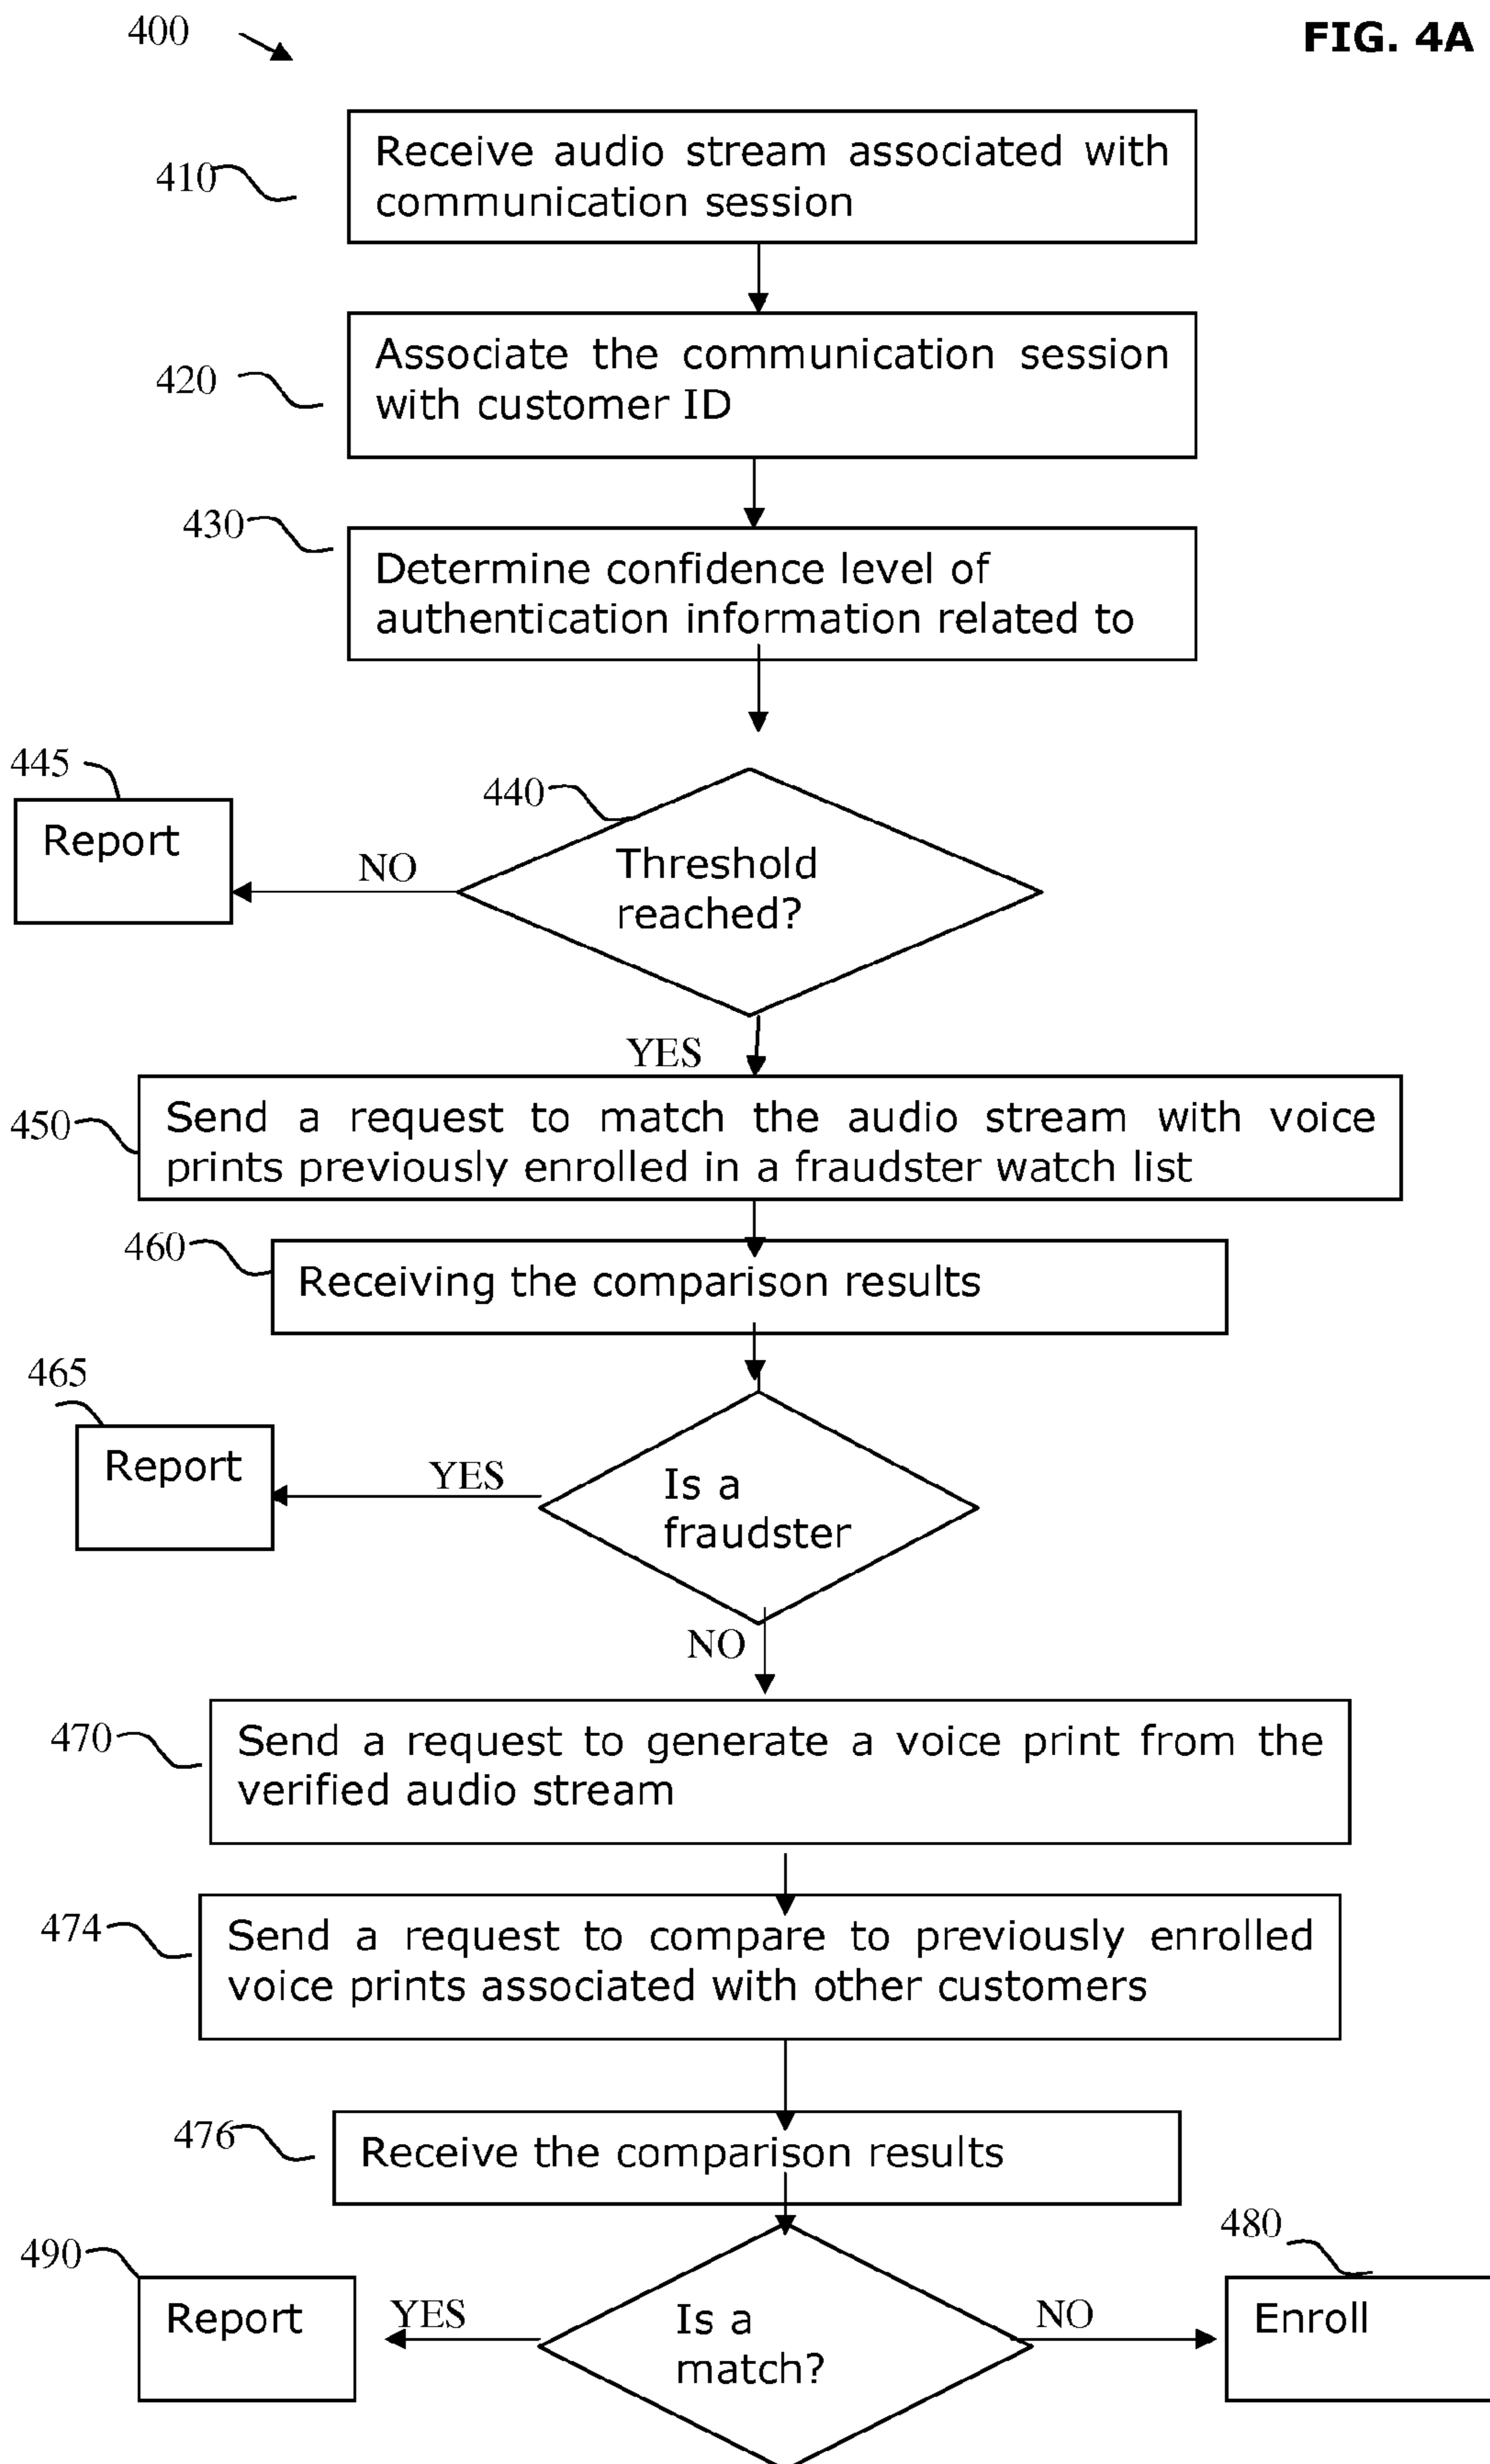 400
FIG. 4A
410
Receive audio stream associated with
communication session
420
Associate the communication session
with customer ID
430
Determine confidence level of
authentication information related to
445
Report
NO
440
Threshold
reached?
YES
450
Send a request to match the audio stream with voice
prints previously enrolled in a fraudster watch list
460
Receiving the comparison results
465
Report
YES
Is a
fraudster
NO
470
Send a request to generate a voice print from the
verified audio stream
474
Send a request to compare to previously enrolled
voice prints associated with other customers
476
Receive the comparison results
490
Report
YES
Is a
match?
NO
480
Enroll